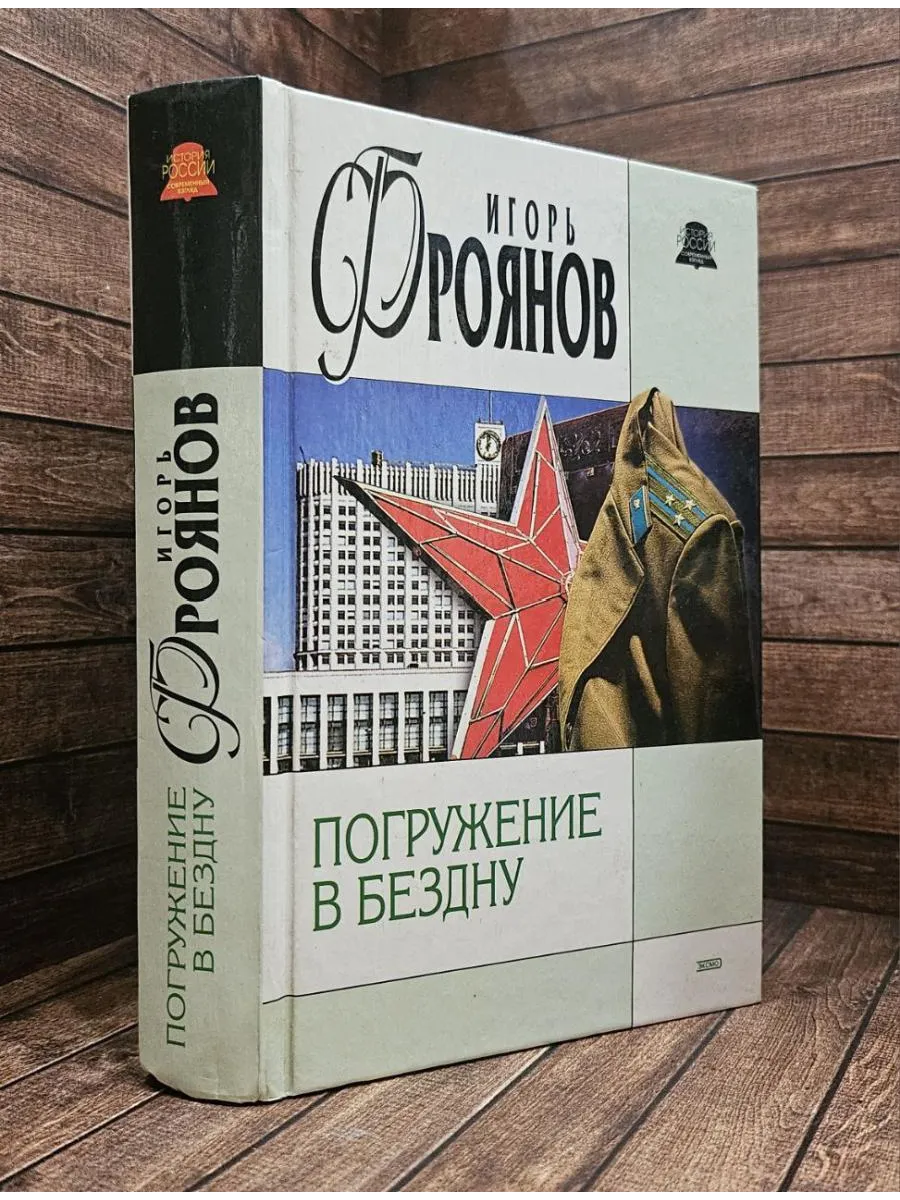 ИСТОРИЯ
РОССИИ
СОВРЕМЕННЫЙ
ВЗГЛЯД
ИГОРЬ
ФРОЯНОВ
ПОГРУЖЕНИЕ
В БЕЗДНУ
ИГОРЬ
ФРОЯНОВ
ИСТОРИЯ
РОССИИ
СОВРЕМЕННЫЙ
ВЗГЛЯД
ПОГРУЖЕНИЕ
В БЕЗДНУ
ЭКСМО